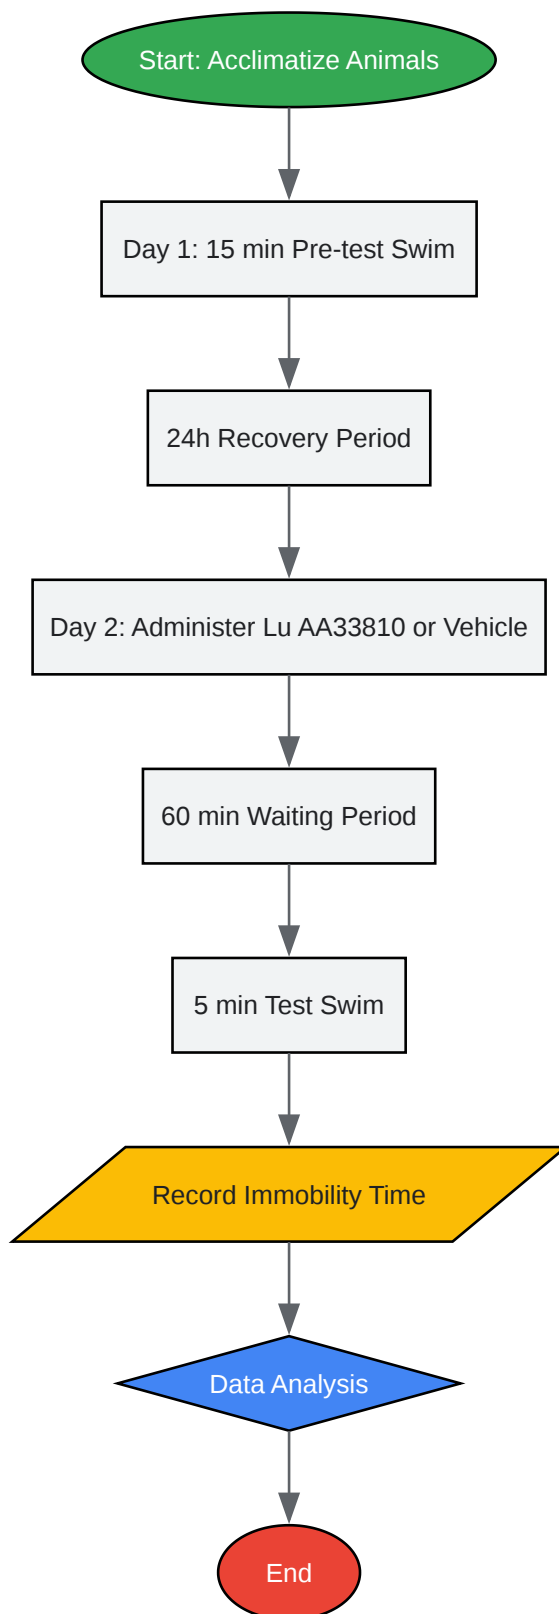 Start: Acclimatize Animals
Day 1: 15 min Pre-test Swim
24h Recovery Period
Day 2: Administer Lu AA33810 or Vehicle
60 min Waiting Period
5 min Test Swim
Record Immobility Time
Data Analysis
End